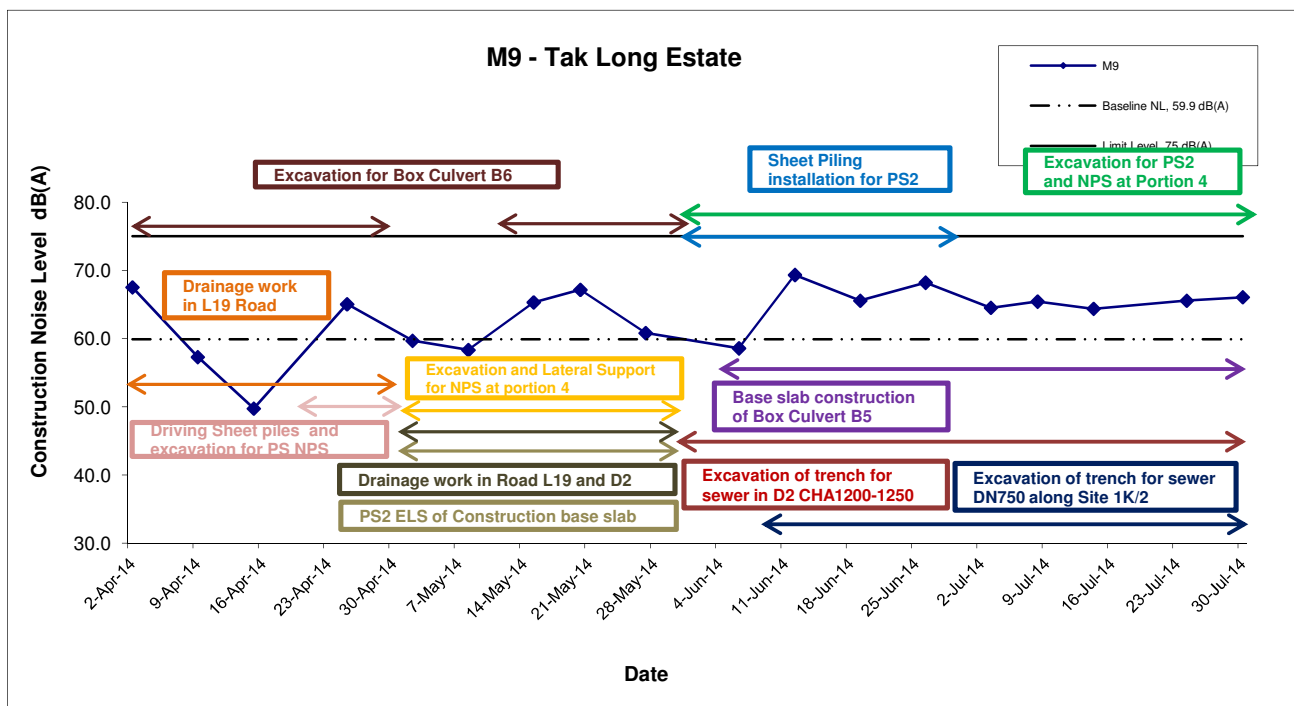 M9 - Tak Long Estate
M9
Baseline NL, 59.9 dB(A)
Limit Level, 75 dB(A)
Excavation for Box Culvert B6
Sheet Piling
installation for PS2
Excavation for PS2
and NPS at Portion 4
Construction Noise Level dB(A)
80.0
70.0
60.0
50.0
40.0
30.0
Drainage work
in L19 Road
Excavation and Lateral Support
for NPS at portion 4
Driving Sheet piles and
excavation for PS NPS
Base slab construction
of Box Culvert B5
Drainage work in Road L19 and D2
PS2 ELS of Construction base slab
Excavation of trench for
sewer in D2 CHA1200-1250
Excavation of trench for sewer
DN750 along Site 1K/2
2-Apr-14
9-Apr-14
16-Apr-14
23-Apr-14
30-Apr-14
7-May-14
14-May-14
21-May-14
28-May-14
4-Jun-14
11-Jun-14
18-Jun-14
25-Jun-14
2-Jul-14
9-Jul-14
16-Jul-14
23-Jul-14
30-Jul-14
Date